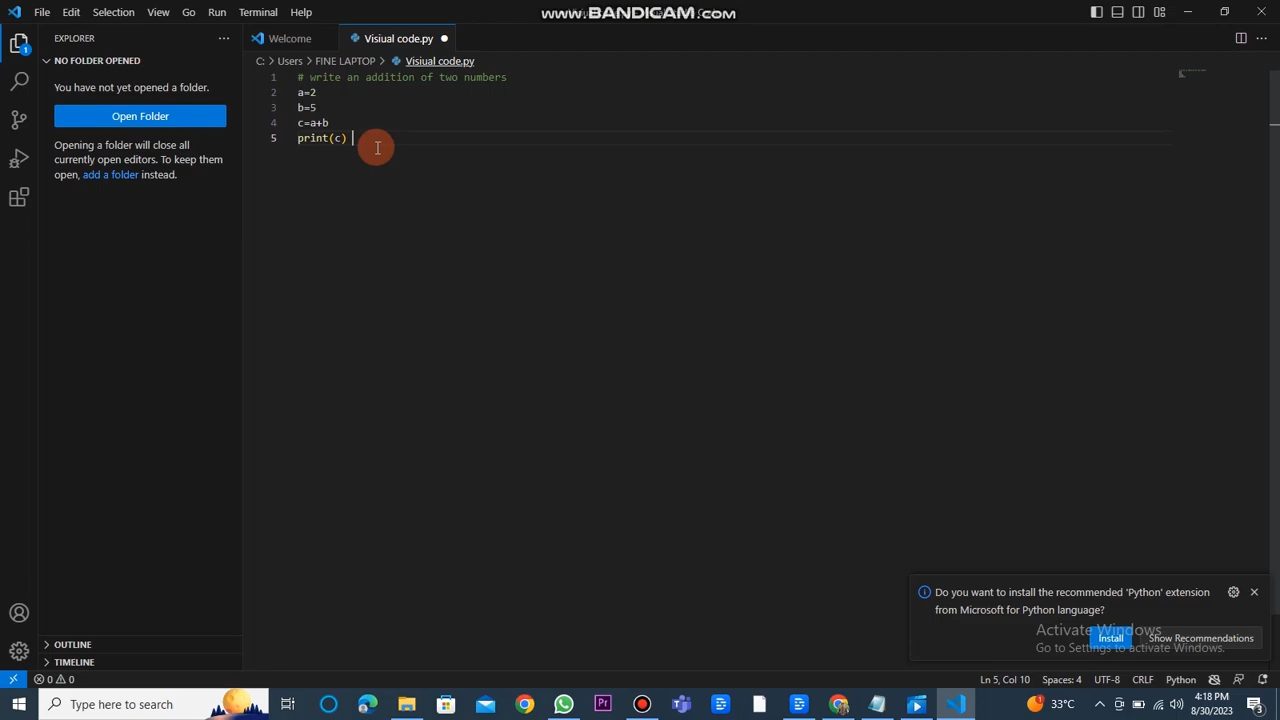 File Edit Selection View Go Run Terminal Help
www.BANDICAM.com
EXPLORER
Welcome
Visiual code.py
NO FOLDER OPENED
C: > Users > FINE LAPTOP > Visiual code.py
You have not yet opened a folder.
Open Folder
Opening a folder will close all
currently open editors. To keep them
open, add a folder instead.
1 # write an addition of two numbers
2 a=2
3 b=5
4 c=a+b
5 print(c)
Do you want to install the recommended 'Python' extension
from Microsoft for Python language?
Install
Show Recommendations
Activate Windows
Go to Settings to activate Windows.
OUTLINE
TIMELINE
0 0
Ln 5, Col 10 Spaces: 4 UTF-8 CRLF Python
Type here to search
Pr
33°C
4:18 PM
8/30/2023
3
1